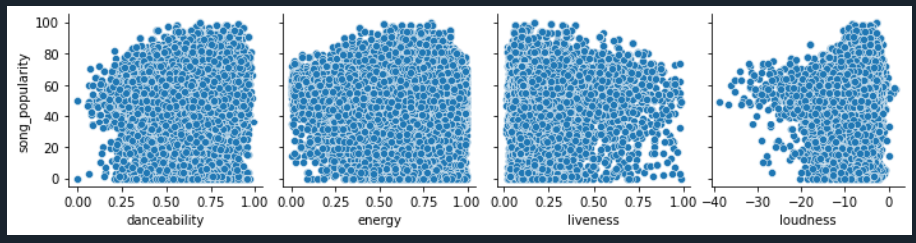 song_popularity
100
80
60
40
20
0
0.00 0.25 0.50 0.75 1.00
danceability
0.00 0.25 0.50 0.75 1.00
energy
0.00 0.25 0.50 0.75 1.00
liveness
−40 −30 −20 −10 0
loudness